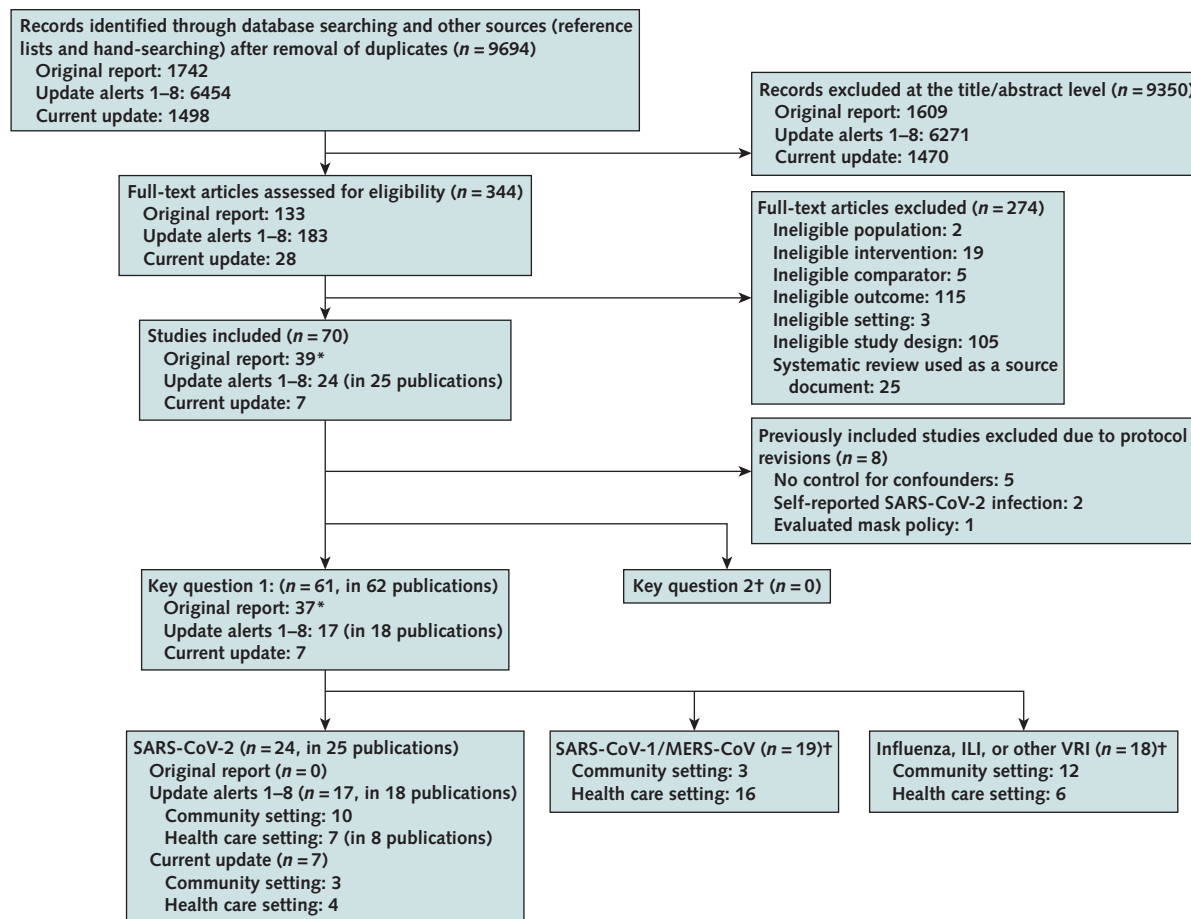 Records identified through database searching and other sources (reference
lists and hand-searching) after removal of duplicates (n = 9694)
Original report: 1742
Update alerts 1–8: 6454
Current update: 1498
Records excluded at the title/abstract level (n = 9350)
Original report: 1609
Update alerts 1–8: 6271
Current update: 1470
Full-text articles assessed for eligibility (n = 344)
Original report: 133
Update alerts 1–8: 183
Current update: 28
Full-text articles excluded (n = 274)
Ineligible population: 2
Ineligible intervention: 19
Ineligible comparator: 5
Ineligible outcome: 115
Ineligible setting: 3
Ineligible study design: 105
Systematic review used as a source
document: 25
Studies included (n = 70)
Original report: 39*
Update alerts 1–8: 24 (in 25 publications)
Current update: 7
Previously included studies excluded due to protocol
revisions (n = 8)
No control for confounders: 5
Self-reported SARS-CoV-2 infection: 2
Evaluated mask policy: 1
Key question 1: (n = 61, in 62 publications)
Original report: 37*
Update alerts 1–8: 17 (in 18 publications)
Current update: 7
Key question 2† (n = 0)
SARS-CoV-2 (n = 24, in 25 publications)
Original report (n = 0)
Update alerts 1–8 (n = 17, in 18 publications)
Community setting: 10
Health care setting: 7 (in 8 publications)
Current update (n = 7)
Community setting: 3
Health care setting: 4
SARS-CoV-1/MERS-CoV (n = 19)†
Community setting: 3
Health care setting: 16
Influenza, ILI, or other VRI (n = 18)†
Community setting: 12
Health care setting: 6